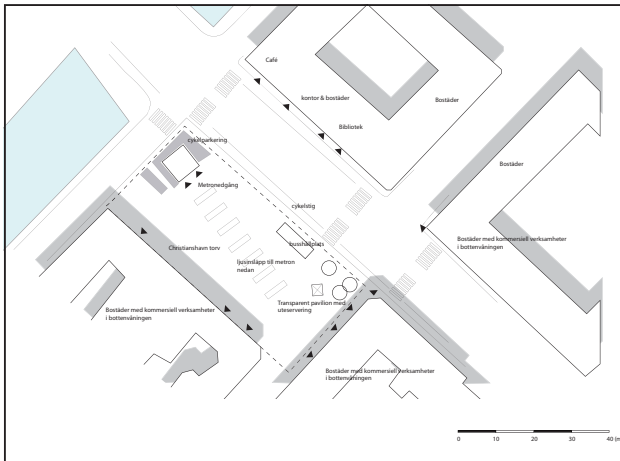 Café
kontor & bostäder
Bostäder
Bibliotek
cykelparkering
Bostäder
Metronedgång
cykelstig
Christianshavn torv
busshållplats
Bostäder med kommersiell verksamheter
i bottenvåningen
ljusinsläpp till metron
nedan
Transparent pavilion med
uteservering
Bostäder med kommersiell verksamheter
i bottenvåningen
Bostäder med kommersiell verksamheter
i bottenvåningen
0 10 20 30 40 (m